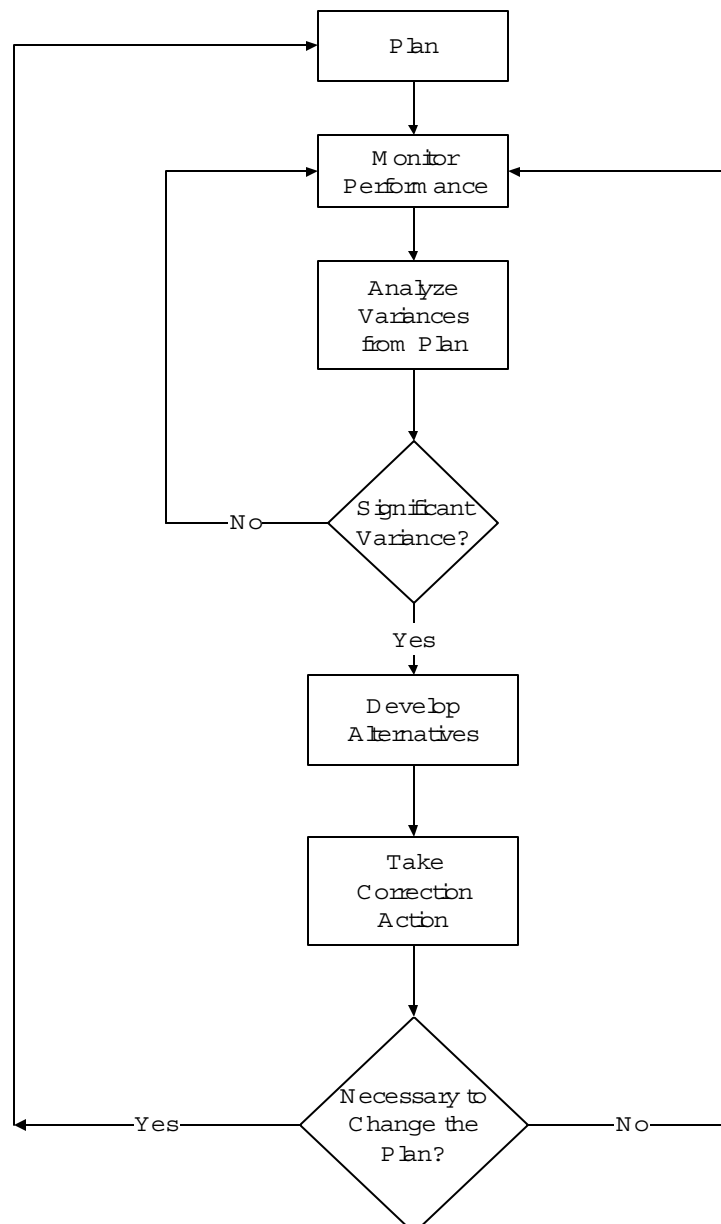 Plan
Monitor
Performance
Analyze
Variances
from Plan
Significant
Variance?
No
Yes
Develop
Alternatives
Take
Correction
Action
Necessary to
Change the
Plan?
Yes
No